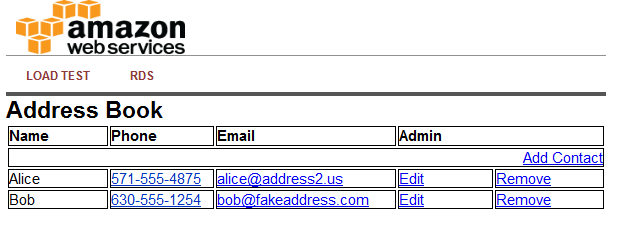 amazon
web services
LOAD TEST RDS
Address Book
Name Phone Email Admin
Add Contact
Alice 571-555-4875 alice@address2.us Edit Remove
Bob 630-555-1254 bob@fakeaddress.com Edit Remove